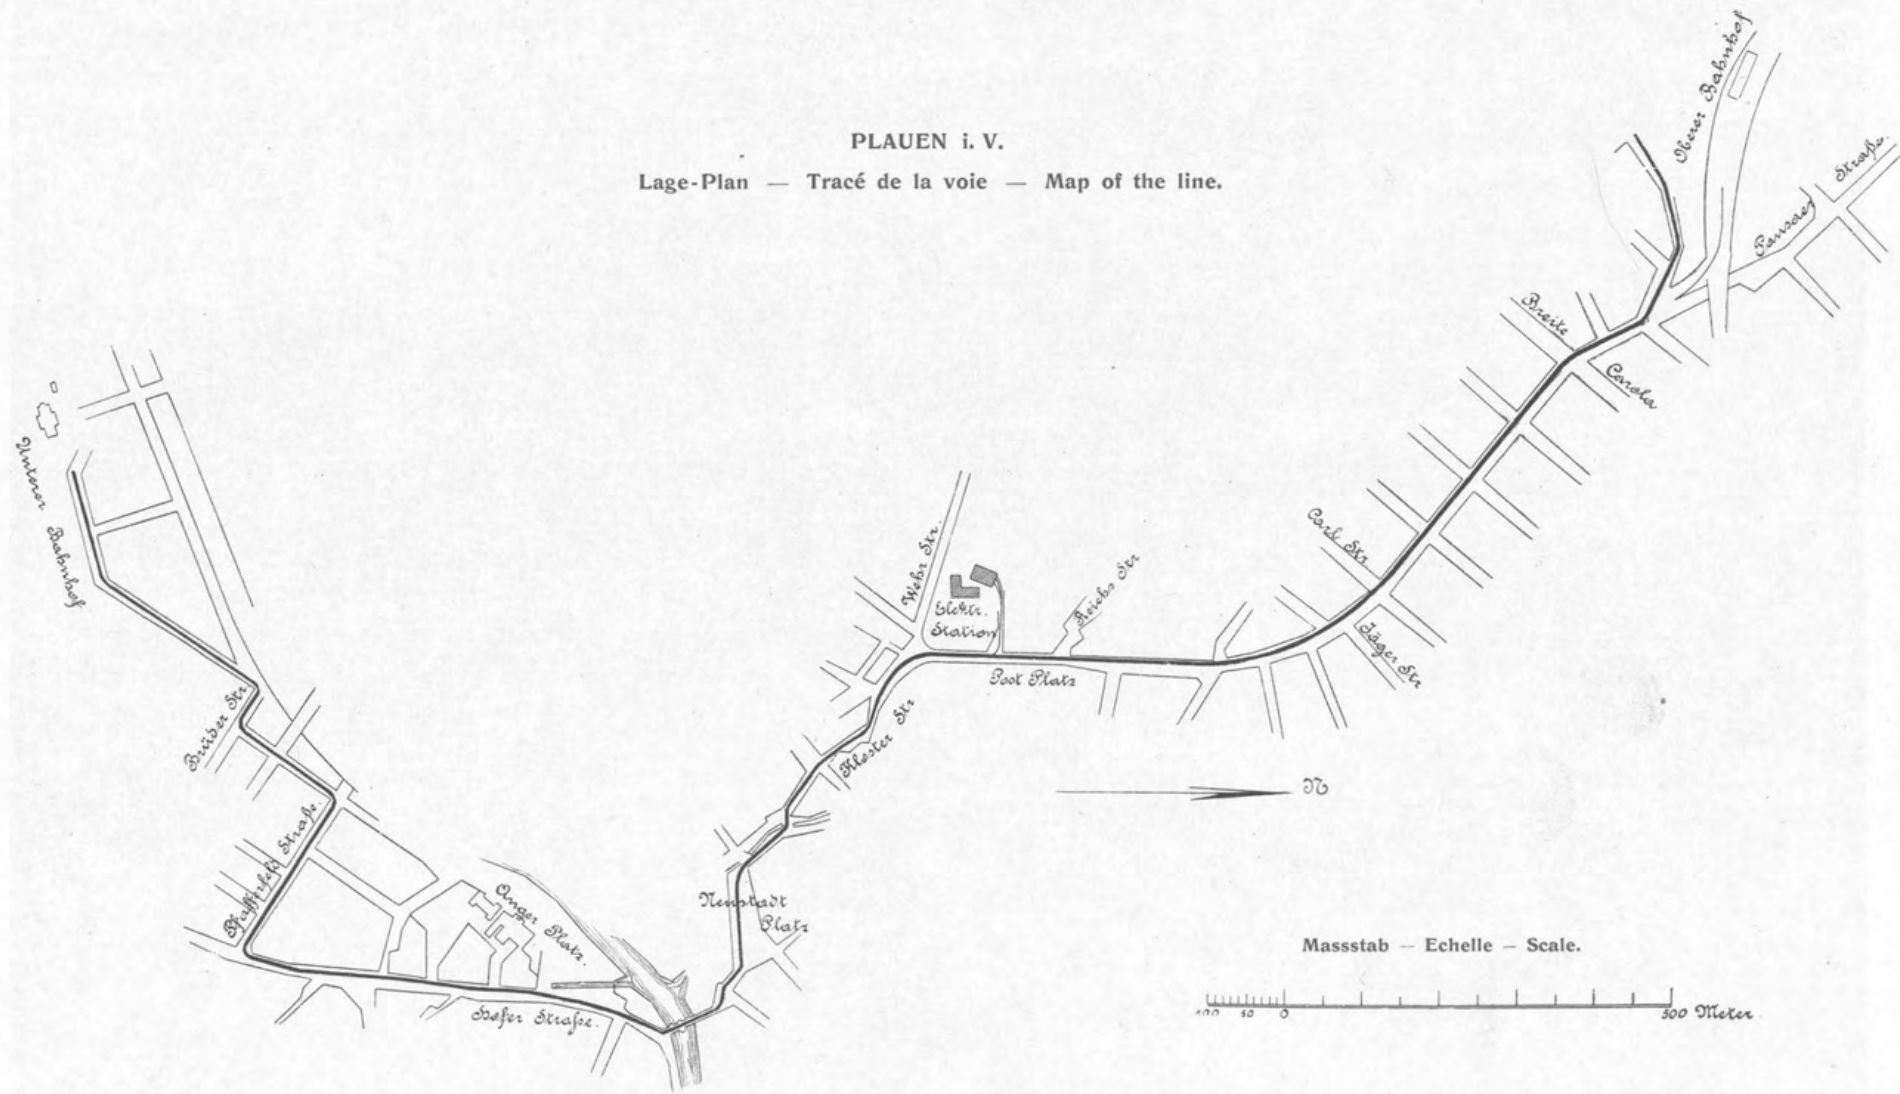 PLAUEN i. V.
Lage-Plan — Tracé de la voie — Map of the line.
Oberer Bahnhof
Pausaer Straße.
Breite
Carola
Unterer Bahnhof
Wehr Str.
Elektr.
Station
Reichs Str
Carl Str
Jäger Str
Post Platz
Brüder Str
Kloster Str
N
Straße.
Anger Platz.
Neustadt
Platz
Hofer Straße.
Massstab — Echelle — Scale.
100 50 0 500 Meter.